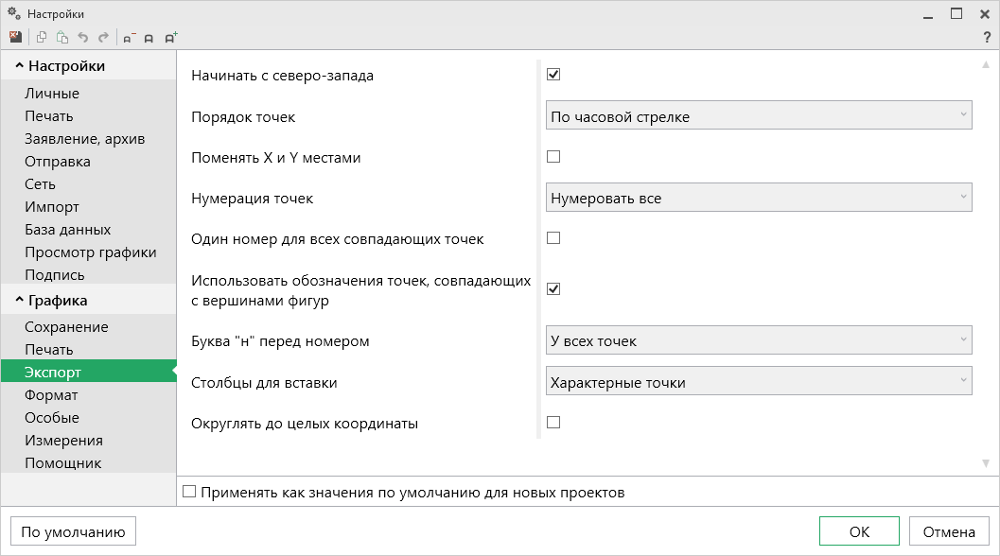 Настройки
?
Настройки
Личные
Печать
Заявление, архив
Отправка
Сеть
Импорт
База данных
Просмотр графики
Подпись
Графика
Сохранение
Печать
Экспорт
Формат
Особые
Измерения
Помощник
Начинать с северо-запада
Порядок точек
По часовой стрелке
Поменять X и Y местами
Нумерация точек
Нумеровать все
Один номер для всех совпадающих точек
Использовать обозначения точек, совпадающих
с вершинами фигур
Буква "н" перед номером
У всех точек
Столбцы для вставки
Характерные точки
Округлять до целых координаты
Применять как значения по умолчанию для новых проектов
По умолчанию
ОК
Отмена